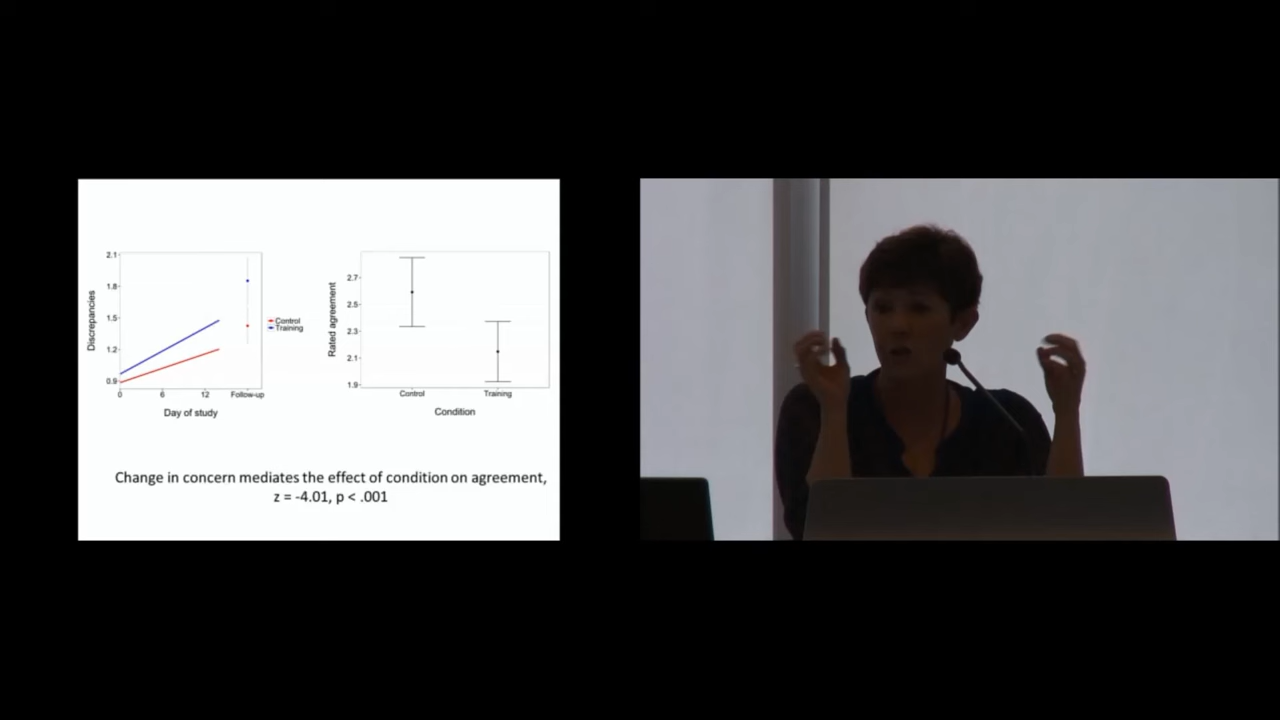 2.1
1.8
1.5
1.2
0.9
Discrepancies
0 6 12 Follow-up
Day of study
Control
Training
2.7
2.5
2.3
2.1
1.9
Rated agreement
Control Training
Condition
Change in concern mediates the effect of condition on agreement,
z = -4.01, p < .001